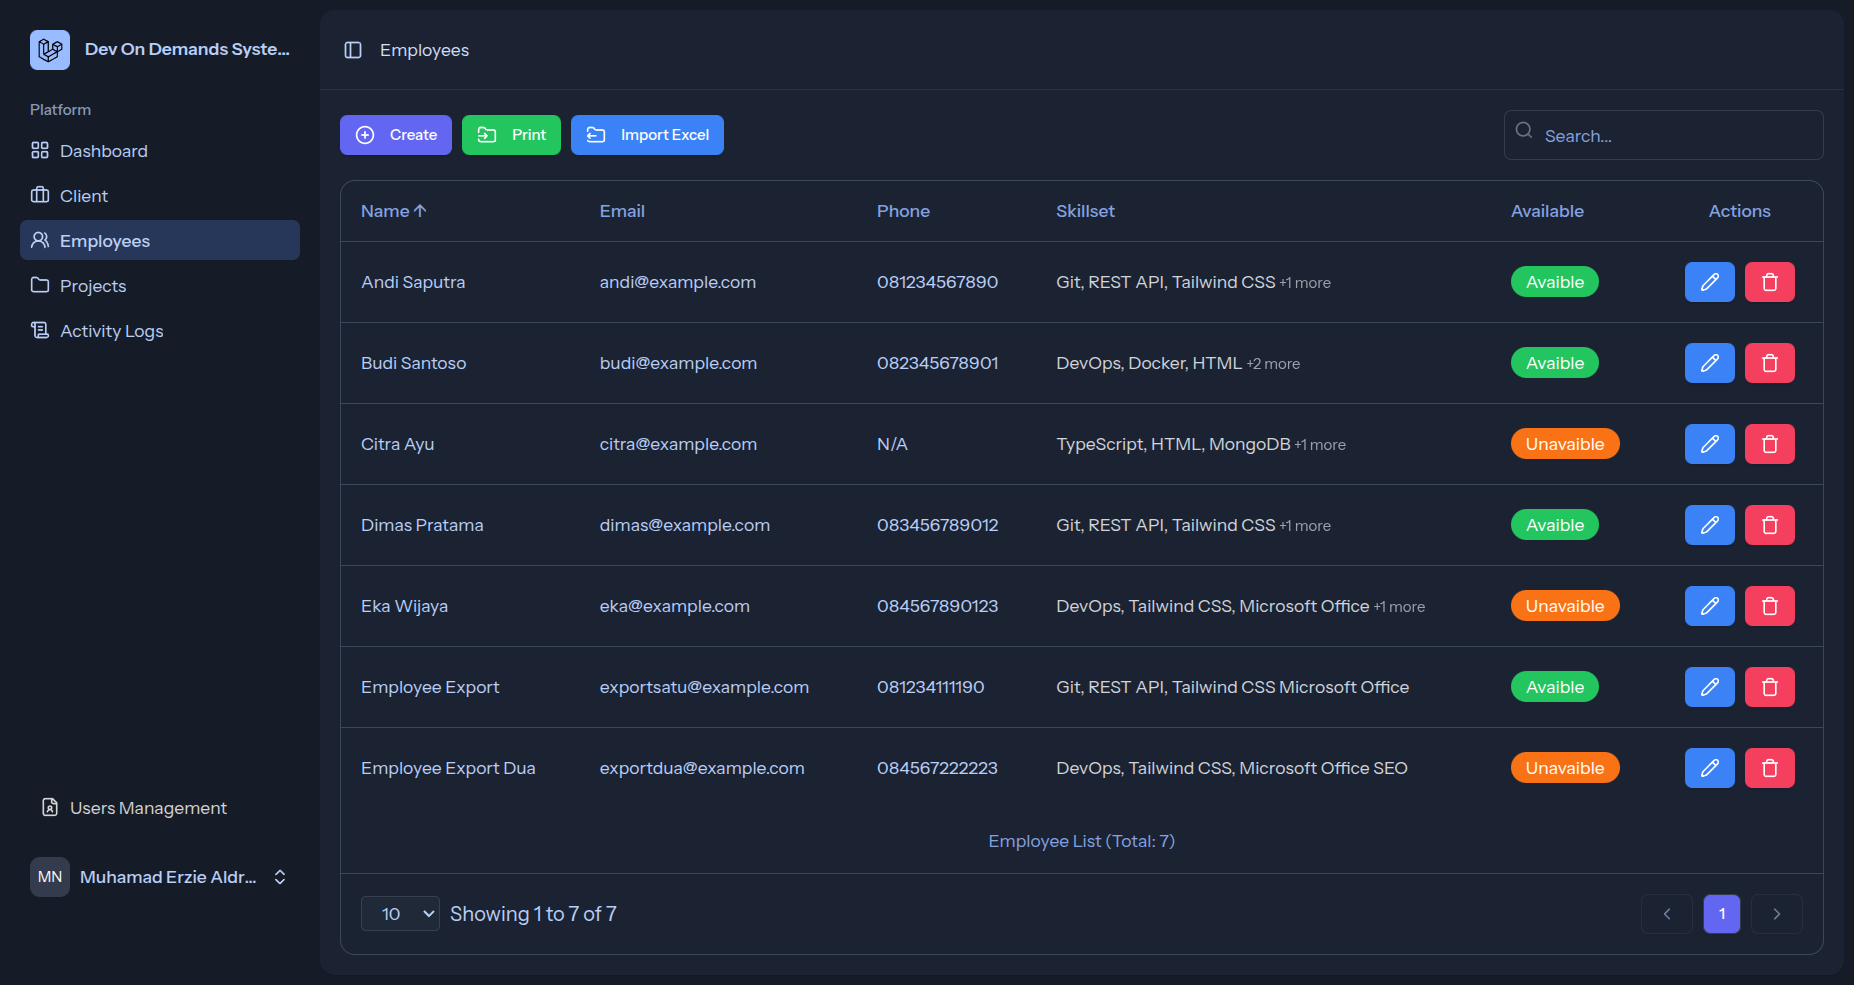 Dev On Demands Syste...
Platform
Dashboard
Client
Employees
Projects
Activity Logs
Users Management
MN Muhamad Erzie Aldr...
Employees
Create Print Import Excel Search...
Name Email Phone Skillset Available Actions
Andi Saputra andi@example.com 081234567890 Git, REST API, Tailwind CSS +1 more Avaible
Budi Santoso budi@example.com 082345678901 DevOps, Docker, HTML +2 more Avaible
Citra Ayu citra@example.com N/A TypeScript, HTML, MongoDB +1 more Unavaible
Dimas Pratama dimas@example.com 083456789012 Git, REST API, Tailwind CSS +1 more Avaible
Eka Wijaya eka@example.com 084567890123 DevOps, Tailwind CSS, Microsoft Office +1 more Unavaible
Employee Export exportsatu@example.com 081234111190 Git, REST API, Tailwind CSS Microsoft Office Avaible
Employee Export Dua exportdua@example.com 084567222223 DevOps, Tailwind CSS, Microsoft Office SEO Unavaible
Employee List (Total: 7)
10 Showing 1 to 7 of 7 1